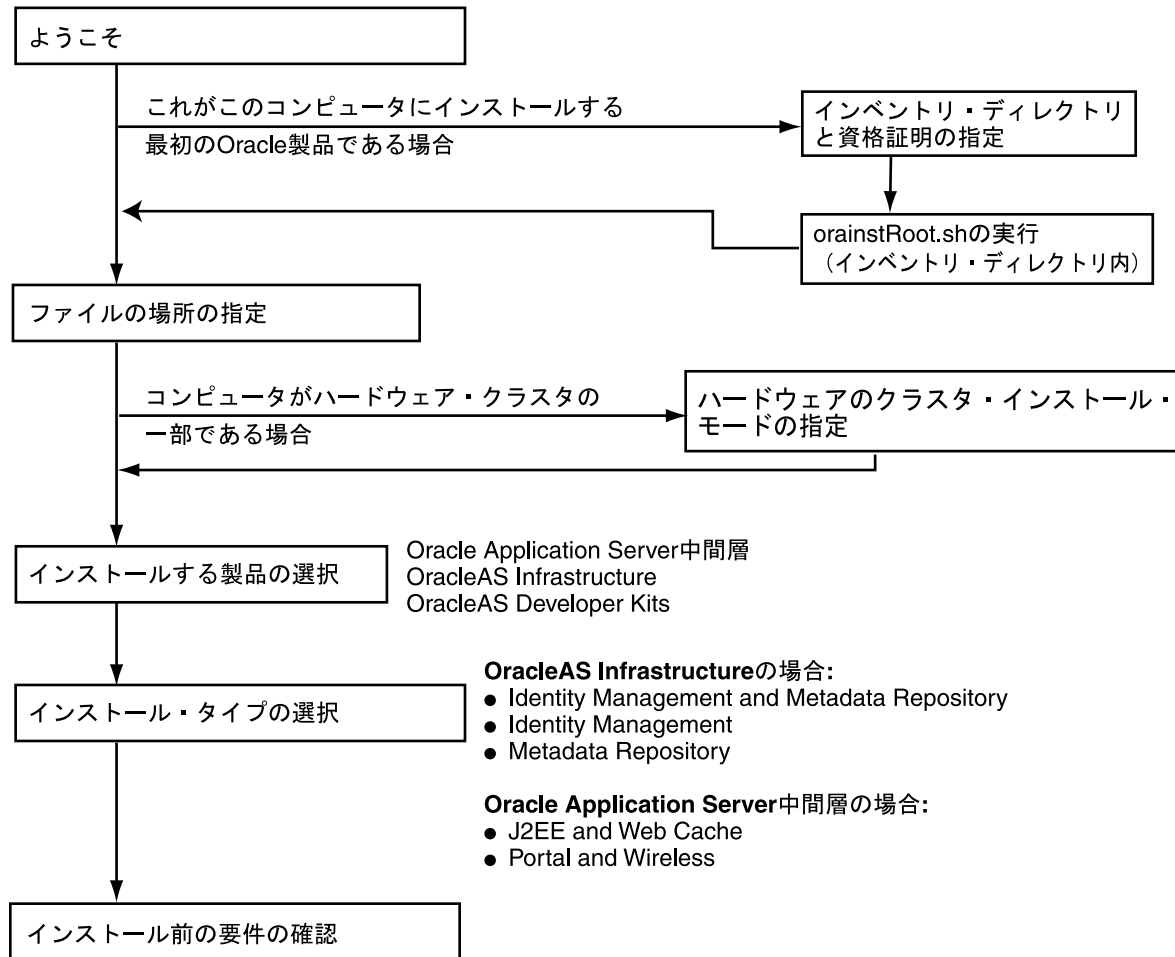 ようこそ
これがこのコンピュータにインストールする
最初のOracle製品である場合
インベントリ・ディレクトリ
と資格証明の指定
orainstRoot.shの実行
（インベントリ・ディレクトリ内）
ファイルの場所の指定
コンピュータがハードウェア・クラスタの
一部である場合
ハードウェアのクラスタ・インストール・
モードの指定
インストールする製品の選択
Oracle Application Server中間層
OracleAS Infrastructure
OracleAS Developer Kits
インストール・タイプの選択
OracleAS Infrastructureの場合:
● Identity Management and Metadata Repository
● Identity Management
● Metadata Repository
Oracle Application Server中間層の場合:
● J2EE and Web Cache
● Portal and Wireless
インストール前の要件の確認